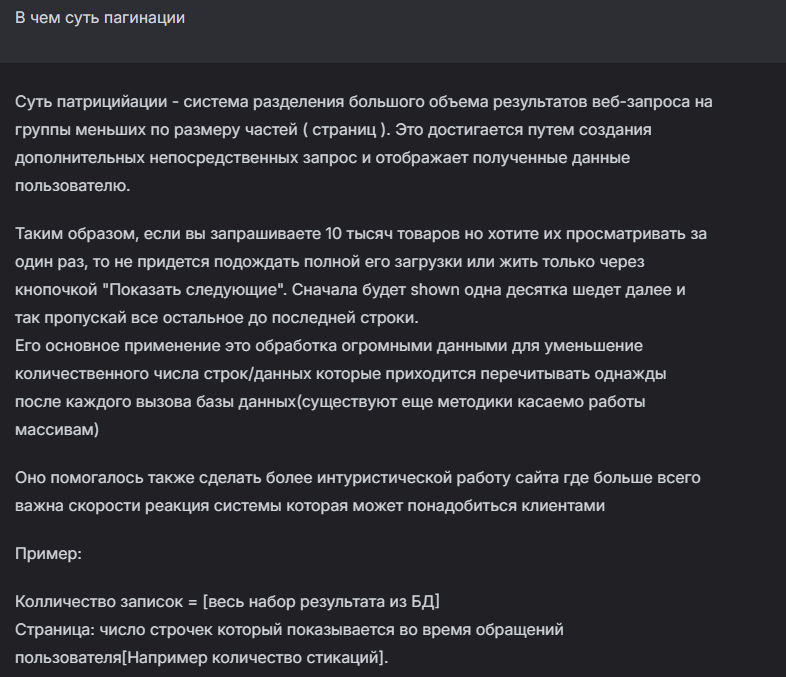 В чем суть пагинации
Суть патрицийации - система разделения большого объема результатов веб-запроса на
группы меньших по размеру частей ( страниц ). Это достигается путем создания
дополнительных непосредственных запрос и отображает полученные данные
пользователю.
Таким образом, если вы запрашиваете 10 тысяч товаров но хотите их просматривать за
один раз, то не придется подождать полной его загрузки или жить только через
кнопочкой "Показать следующие". Сначала будет shown одна десятка шедет далее и
так пропускай все остальное до последней строки.
Его основное применение это обработка огромными данными для уменьшение
количественного числа строк/данных которые приходится перечитывать однажды
после каждого вызова базы данных(существуют еще методики касаемо работы
массивам)
Оно помогалось также сделать более интуристической работу сайта где больше всего
важна скорости реакция системы которая может понадобиться клиентами
Пример:
Колличество записок = [весь набор результата из БД]
Страница: число строчек который показывается во время обращений
пользователя[Например количество стикаций].